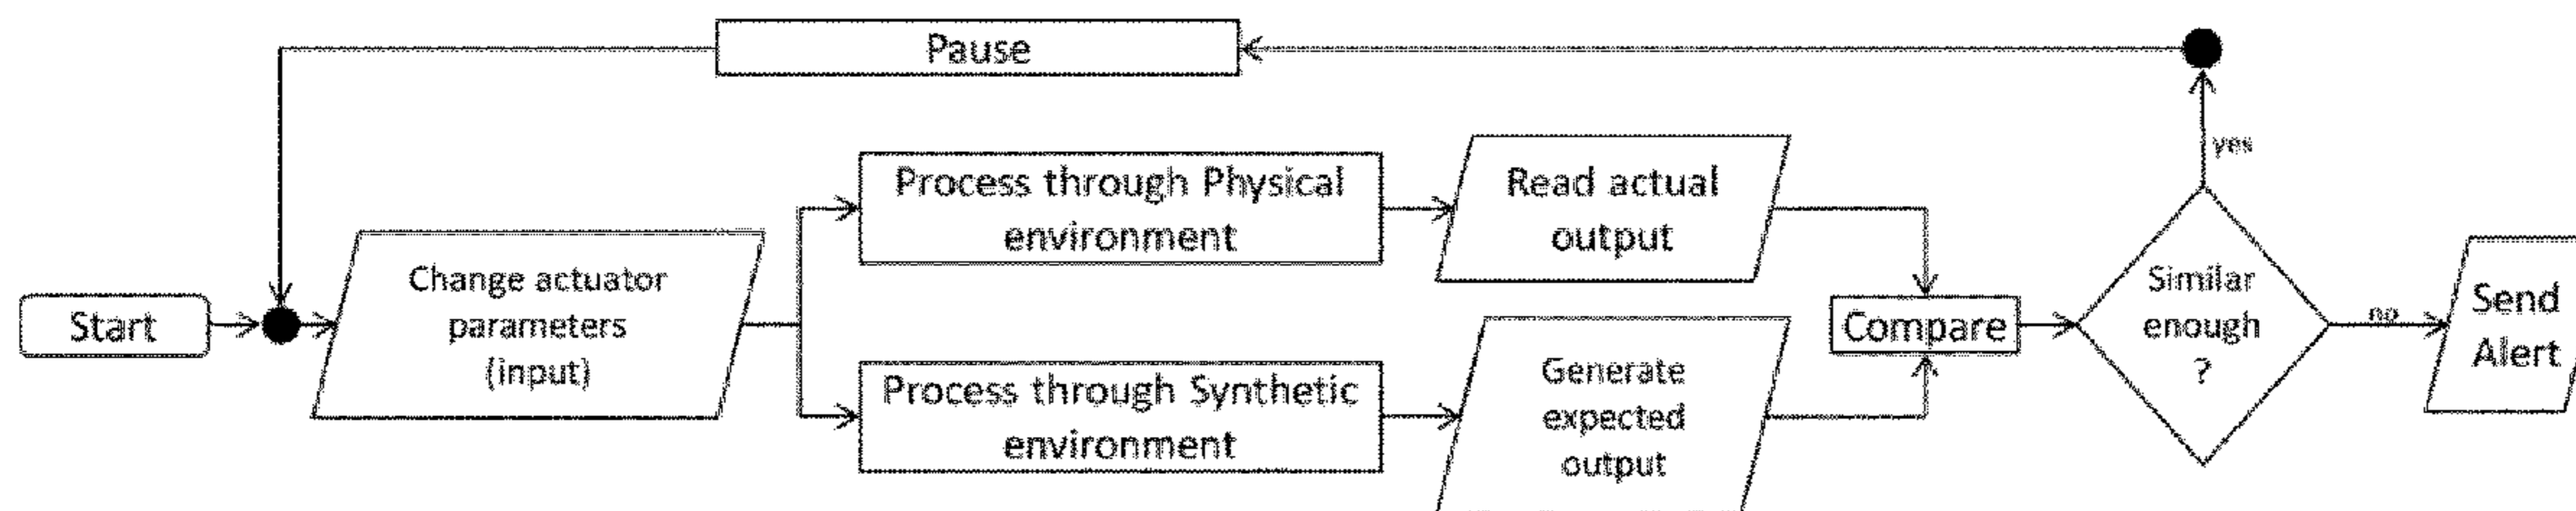 Pause
Start
Change actuator
parameters
(input)
Process through Physical
environment
Process through Synthetic
environment
Read actual
output
Generate
expected
output
Compare
Similar
enough
?
yes
no
Send
Alert